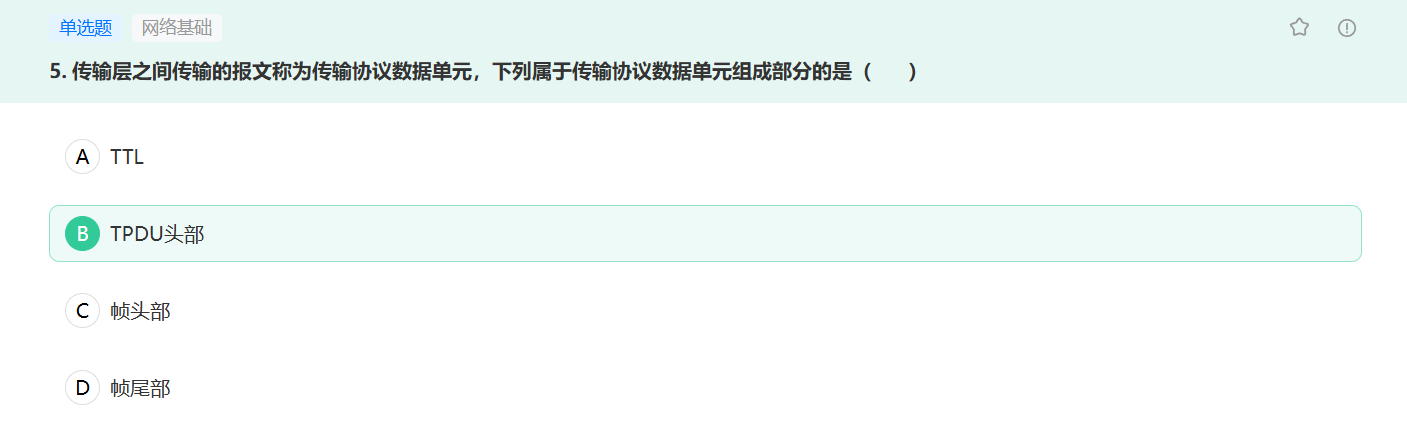 单选题 网络基础
5. 传输层之间传输的报文称为传输协议数据单元，下列属于传输协议数据单元组成部分的是（ ）
A TTL
B TPDU头部
C 帧头部
D 帧尾部